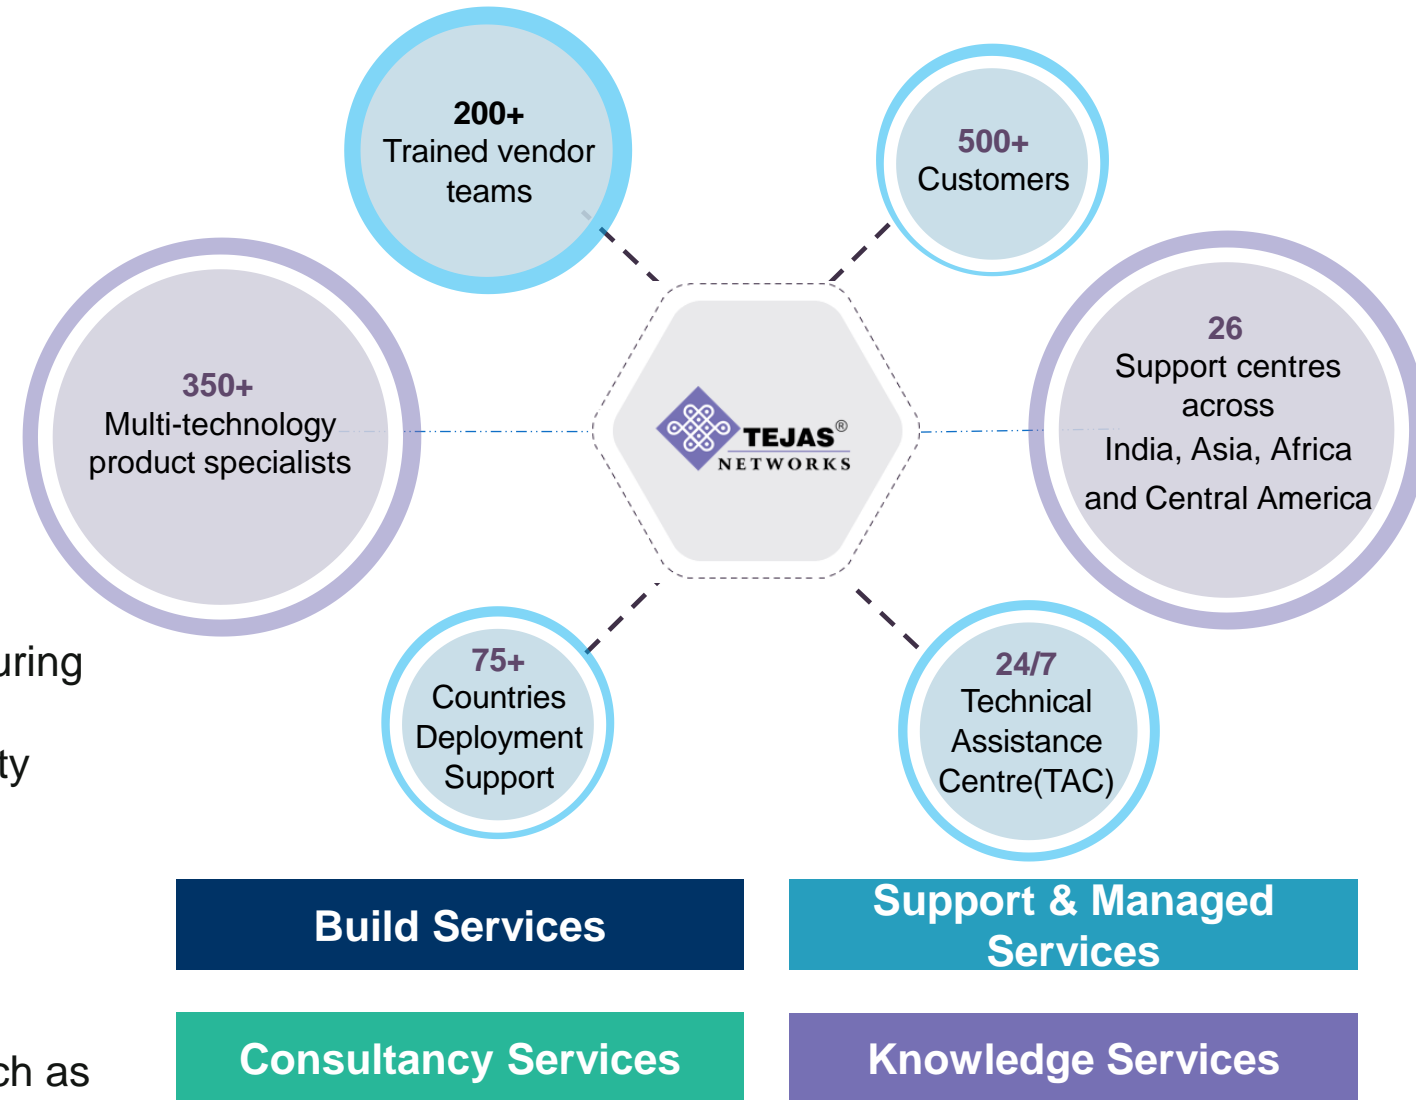 200+
Trained vendor
teams
500+
Customers
350+
Multi-technology
product specialists
26
Support centres
across
India, Asia, Africa
and Central America
TEJAS®
NETWORKS
75+
Countries
Deployment
Support
24/7
Technical
Assistance
Centre(TAC)
uring
ty
ch as
Build Services
Support & Managed
Services
Consultancy Services
Knowledge Services